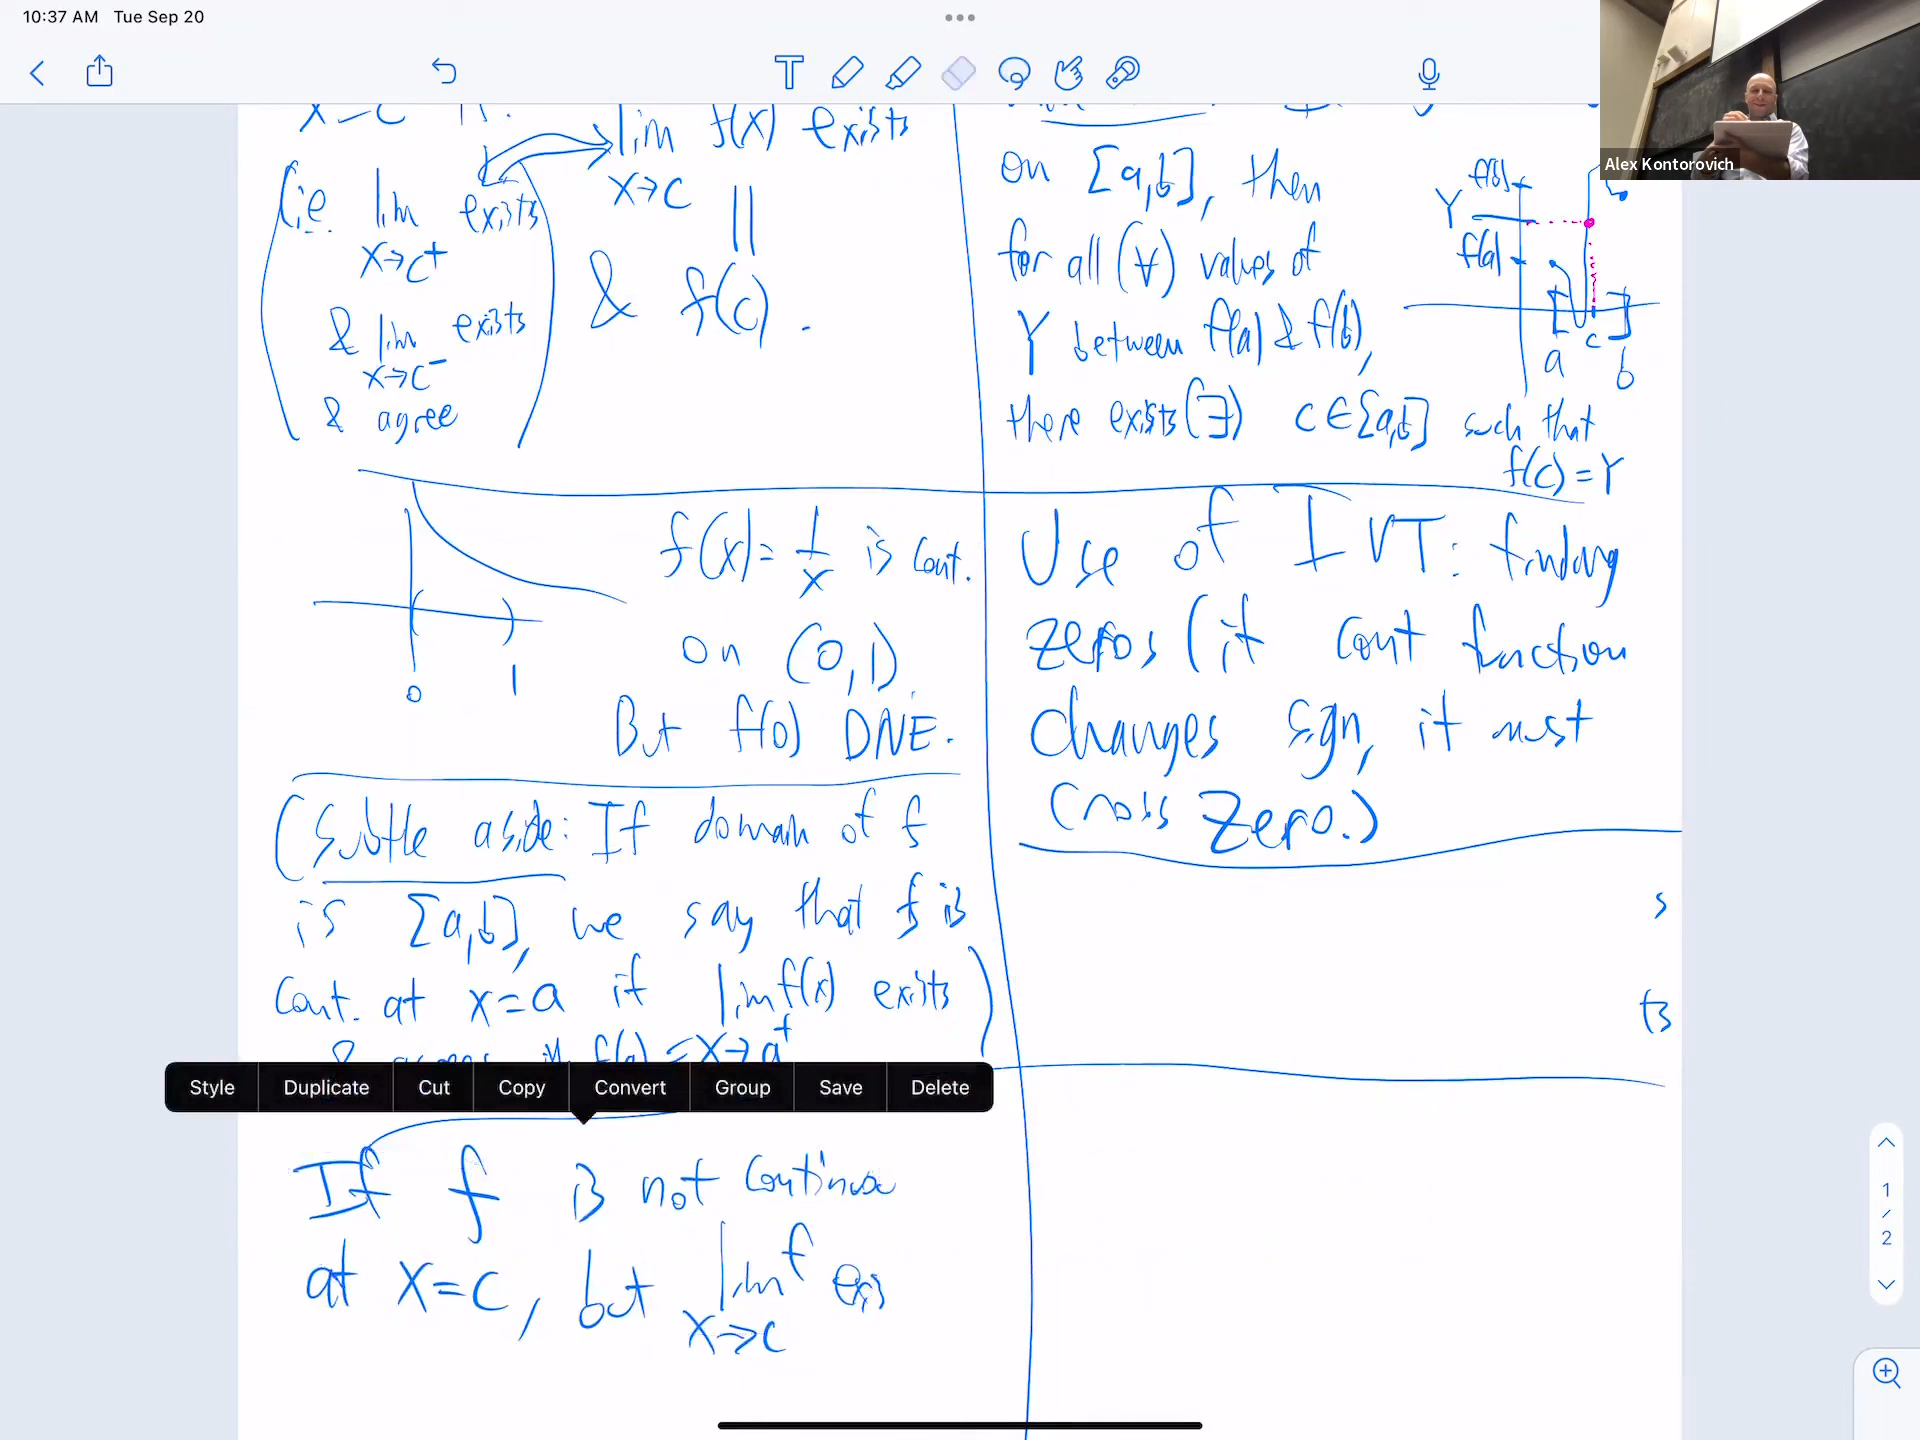 10:37 AM Tue Sep 20
T
Alex Kontorovich
x=c if:
(i.e. lim exists
x→c+
& lim exists
x→c-
& agree)
lim f(x) exists
x→c
||
& f(c).
f(x)= 1/x is cont.
on (0,1).
But f(0) DNE.
0 1
(Subtle aside: If domain of f
is [a,b], we say that f is
cont. at x=a if lim f(x) exists
x→a+
Style Duplicate Cut Copy Convert Group Save Delete
If f is not continuou
at x=c, but lim f exis
x→c
on [a,b], then
for all (∀) values of
Y between f(a) & f(b),
there exists (∃) c∈[a,b] such that
f(c)=Y
f(b)
Y
f(a)
a c b
Use of IVT: finding
zeros (if cont function
changes sign, it must
cross zero.)
s
ts
1
/
2